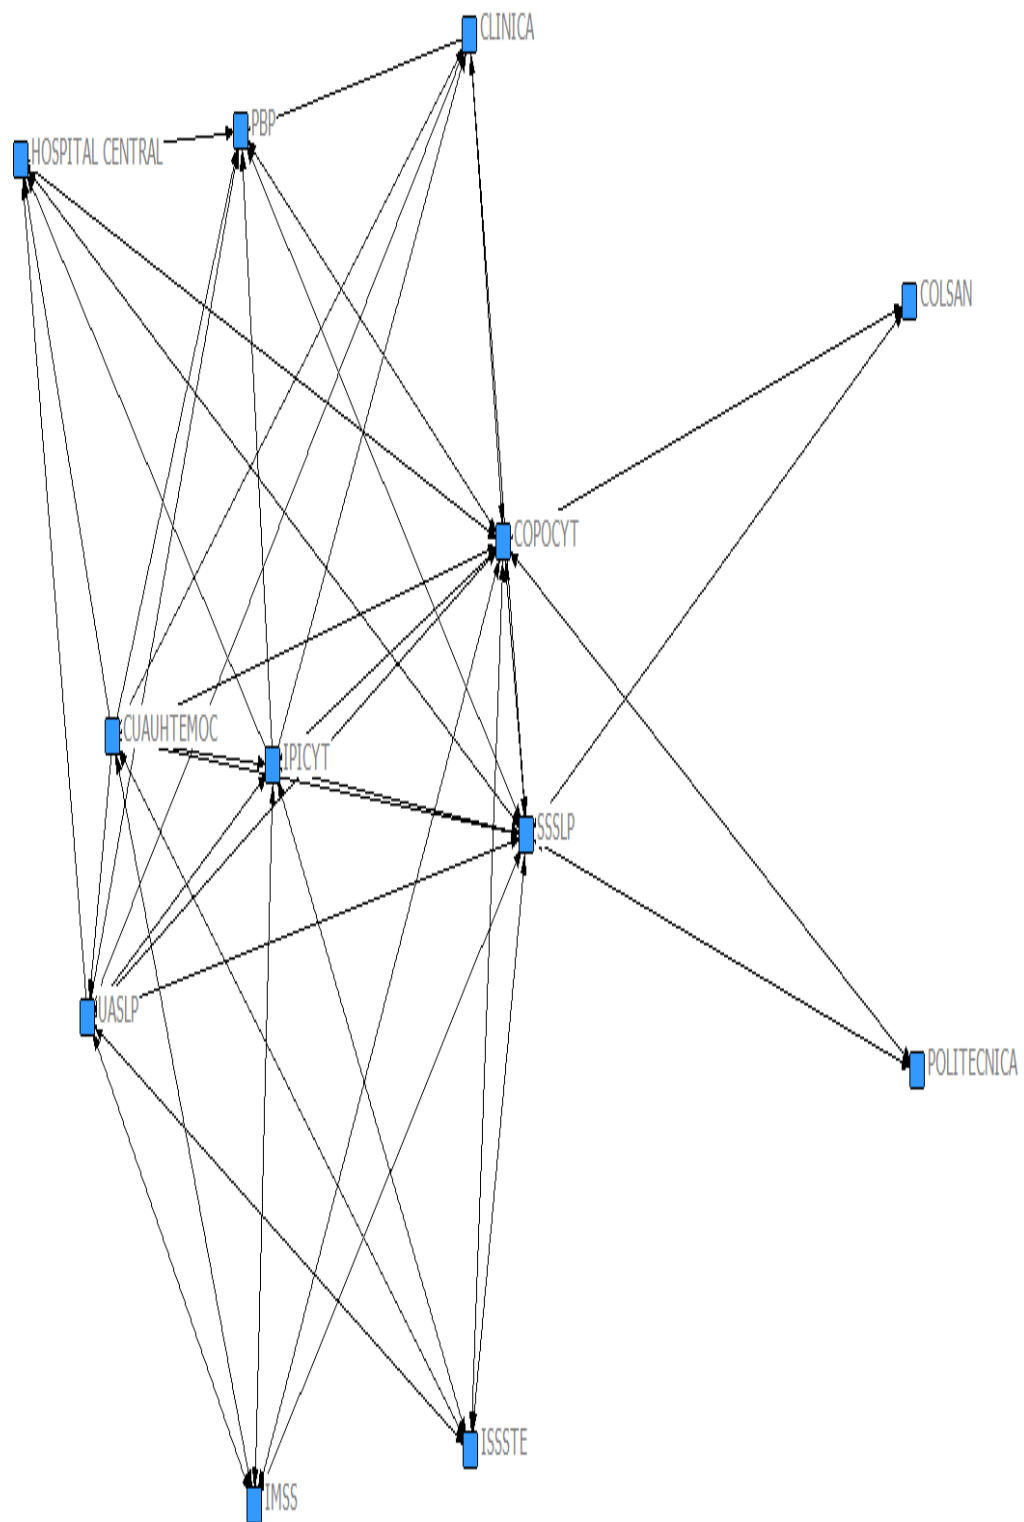 CLINICA
PBP
HOSPITAL CENTRAL
COLSAN
COPOCYT
CUAUHTEMOC
IPICYT
SSSLP
UASLP
POLITECNICA
ISSSTE
IMSS